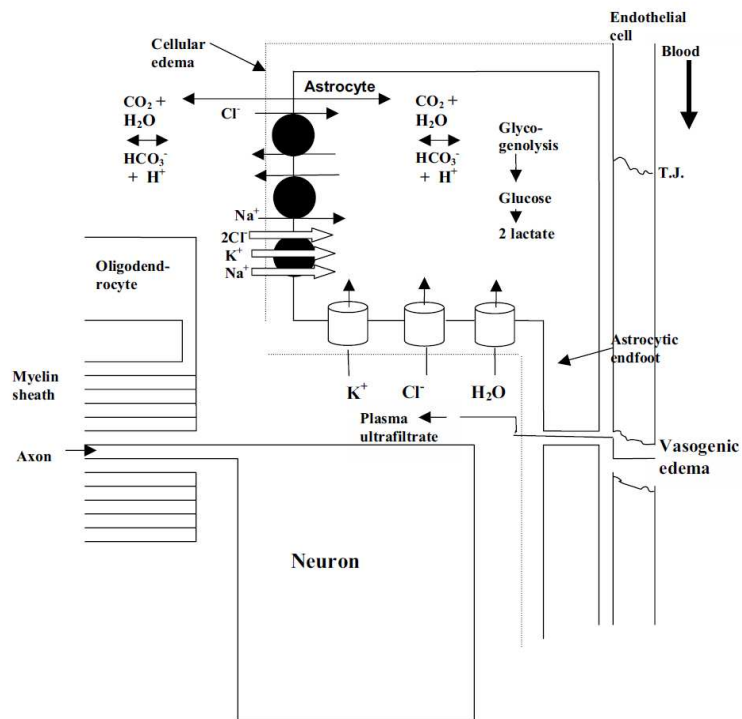 Endothelial
cell
Blood
Cellular
edema
Astrocyte
CO₂ +
H₂O
HCO₃⁻
+ H⁺
Cl⁻
CO₂ +
H₂O
HCO₃⁻
+ H⁺
Glyco-
genolysis
Glucose
2 lactate
T.J.
Na⁺
2Cl⁻
K⁺
Na⁺
Oligodend-
rocyte
Astrocytic
endfoot
Myelin
sheath
K⁺
Cl⁻
H₂O
Plasma
ultrafiltrate
Vasogenic
edema
Axon
Neuron